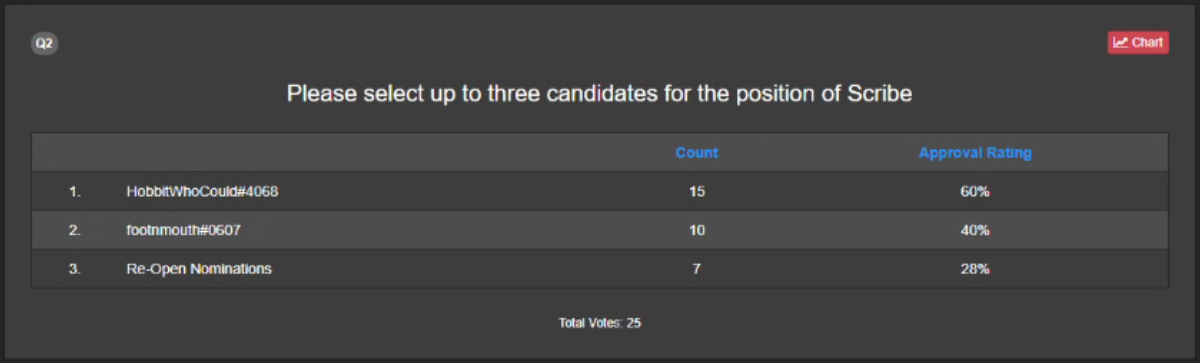 Q2
Chart
Please select up to three candidates for the position of Scribe
Count Approval Rating
1. HobbitWhoCould#4068 15 60%
2. footnmouth#0607 10 40%
3. Re-Open Nominations 7 28%
Total Votes: 25